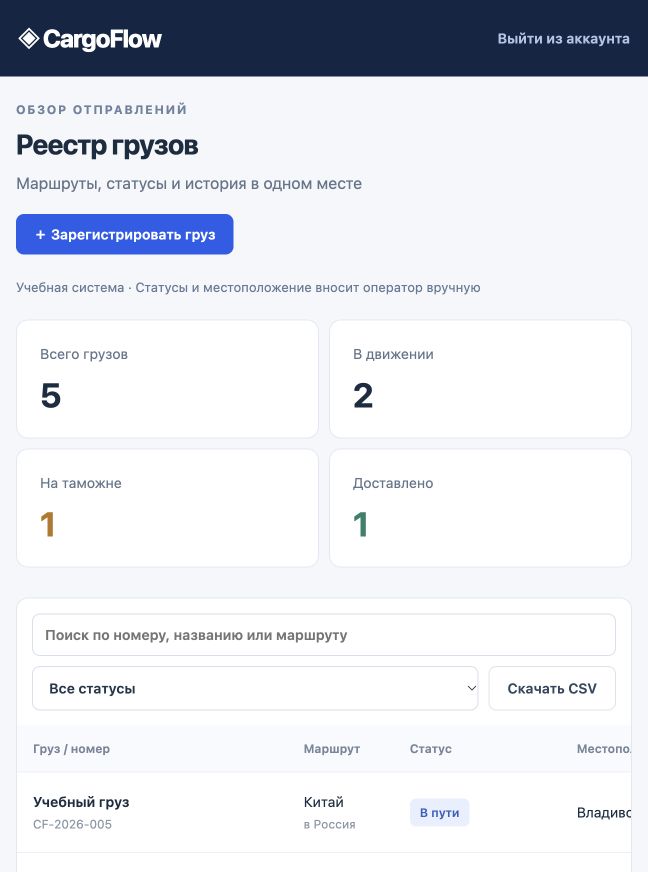 CargoFlow
Выйти из аккаунта
ОБЗОР ОТПРАВЛЕНИЙ
Реестр грузов
Маршруты, статусы и история в одном месте
+ Зарегистрировать груз
Учебная система · Статусы и местоположение вносит оператор вручную
Всего грузов
5
В движении
2
На таможне
1
Доставлено
1
Поиск по номеру, названию или маршруту
Все статусы
Скачать CSV
Груз / номер
Маршрут
Статус
Местопо
Учебный груз
CF-2026-005
Китай
в Россия
В пути
Владиво